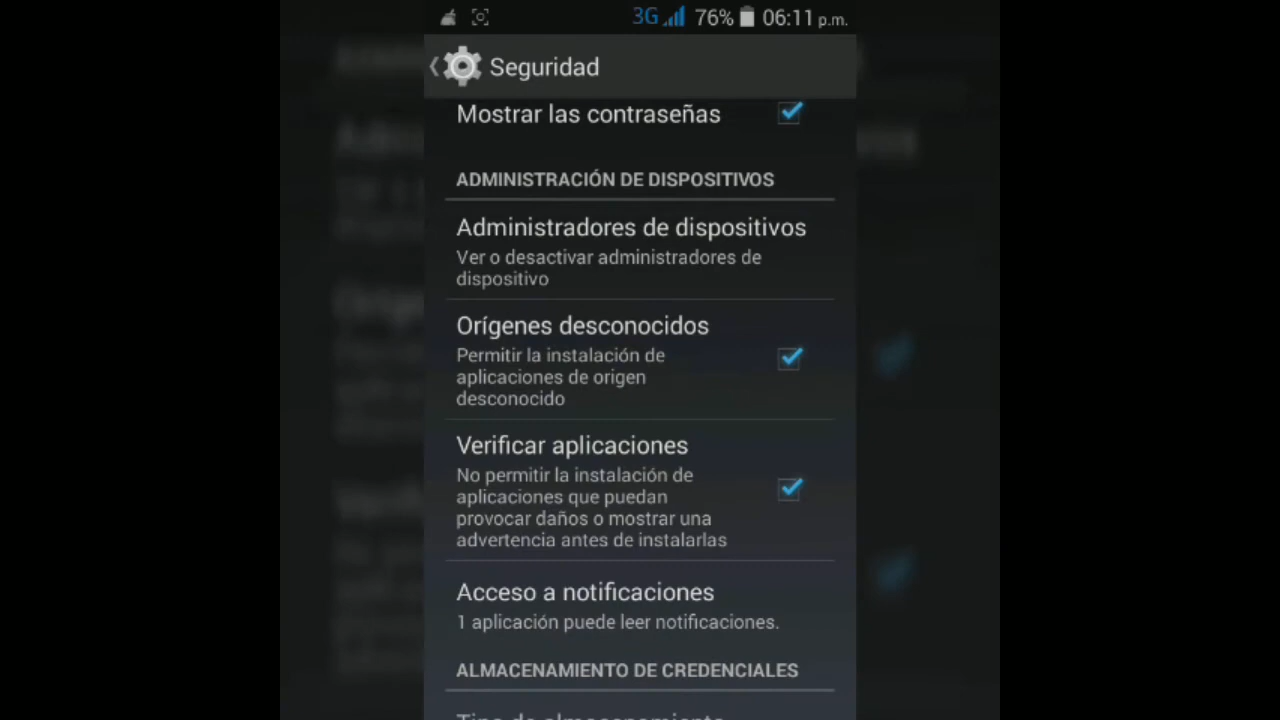 3G 76% 06:11 p.m.
Seguridad
Mostrar las contraseñas
ADMINISTRACIÓN DE DISPOSITIVOS
Administradores de dispositivos
Ver o desactivar administradores de
dispositivo
Orígenes desconocidos
Permitir la instalación de
aplicaciones de origen
desconocido
Verificar aplicaciones
No permitir la instalación de
aplicaciones que puedan
provocar daños o mostrar una
advertencia antes de instalarlas
Acceso a notificaciones
1 aplicación puede leer notificaciones.
ALMACENAMIENTO DE CREDENCIALES
Tipo de almacenamiento